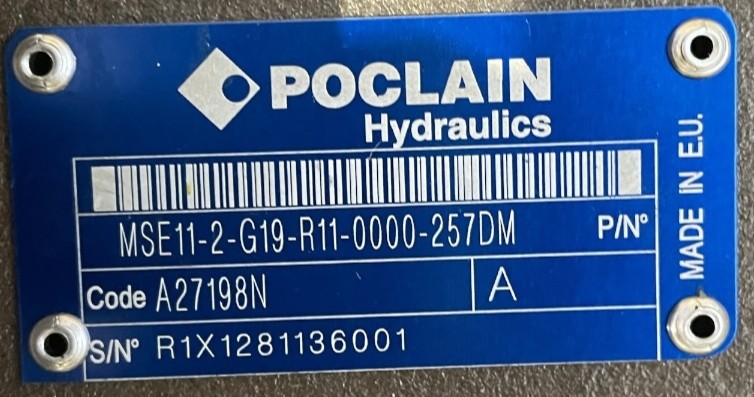 POCLAIN
Hydraulics
MSE11-2-G19-R11-0000-257DM P/N°
Code A27198N A
S/N° R1X1281136001
MADE IN E.U.